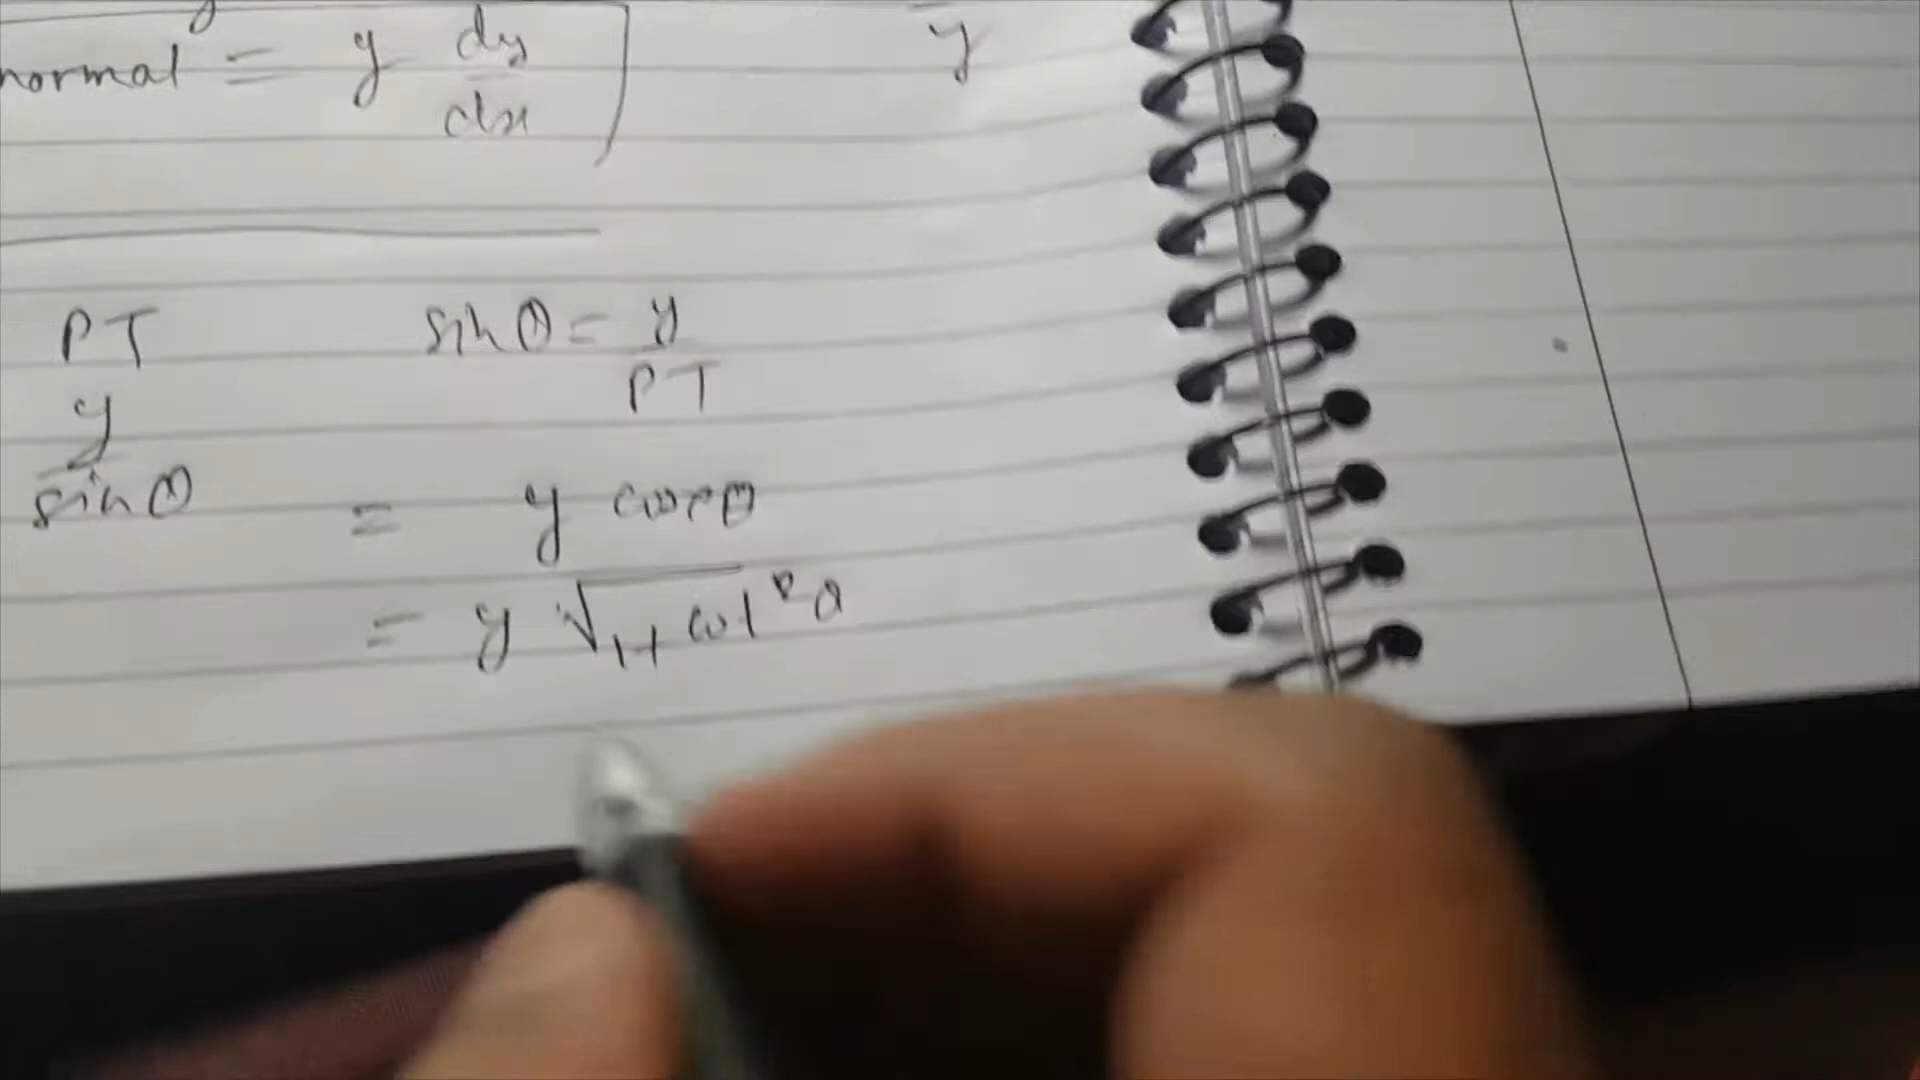 normal = y dy/dx
y
PT sin θ = y/PT
y/sin θ
= y cosec θ
= y √1+cot²θ